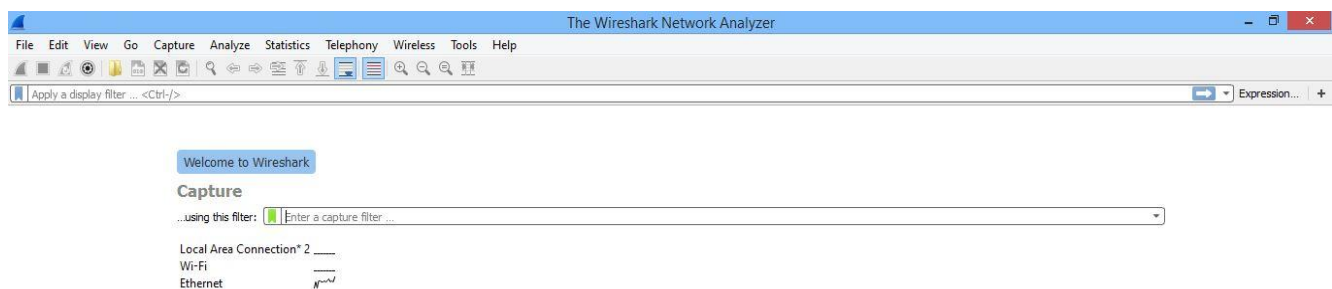 The Wireshark Network Analyzer
File Edit View Go Capture Analyze Statistics Telephony Wireless Tools Help
Apply a display filter ... <Ctrl-/> Expression... +
Welcome to Wireshark
Capture
...using this filter: Enter a capture filter ...
Local Area Connection* 2
Wi-Fi
Ethernet